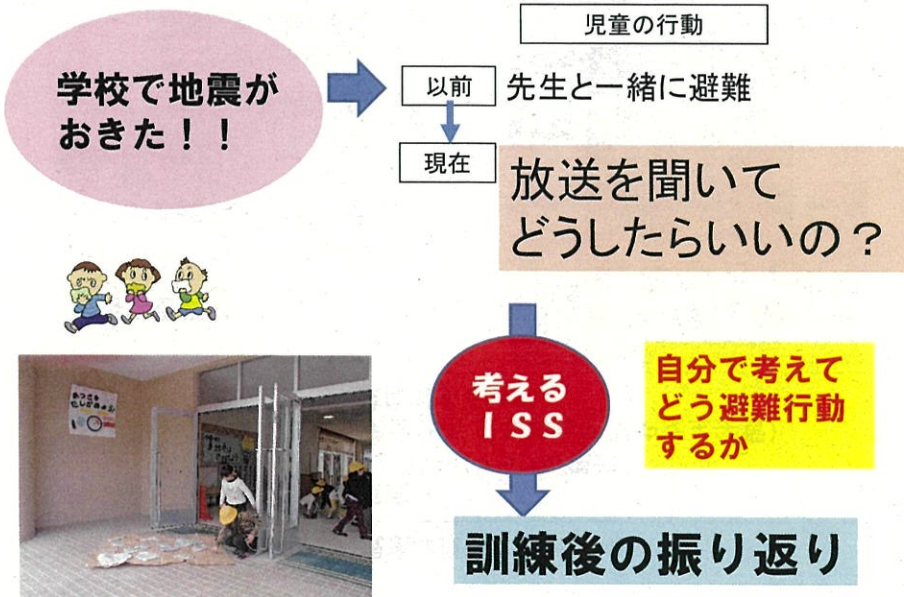 児童の行動
学校で地震が
おきた！！
以前
先生と一緒に避難
現在
放送を聞いて
どうしたらいいの？
考える
ＩＳＳ
自分で考えて
どう避難行動
するか
訓練後の振り返り